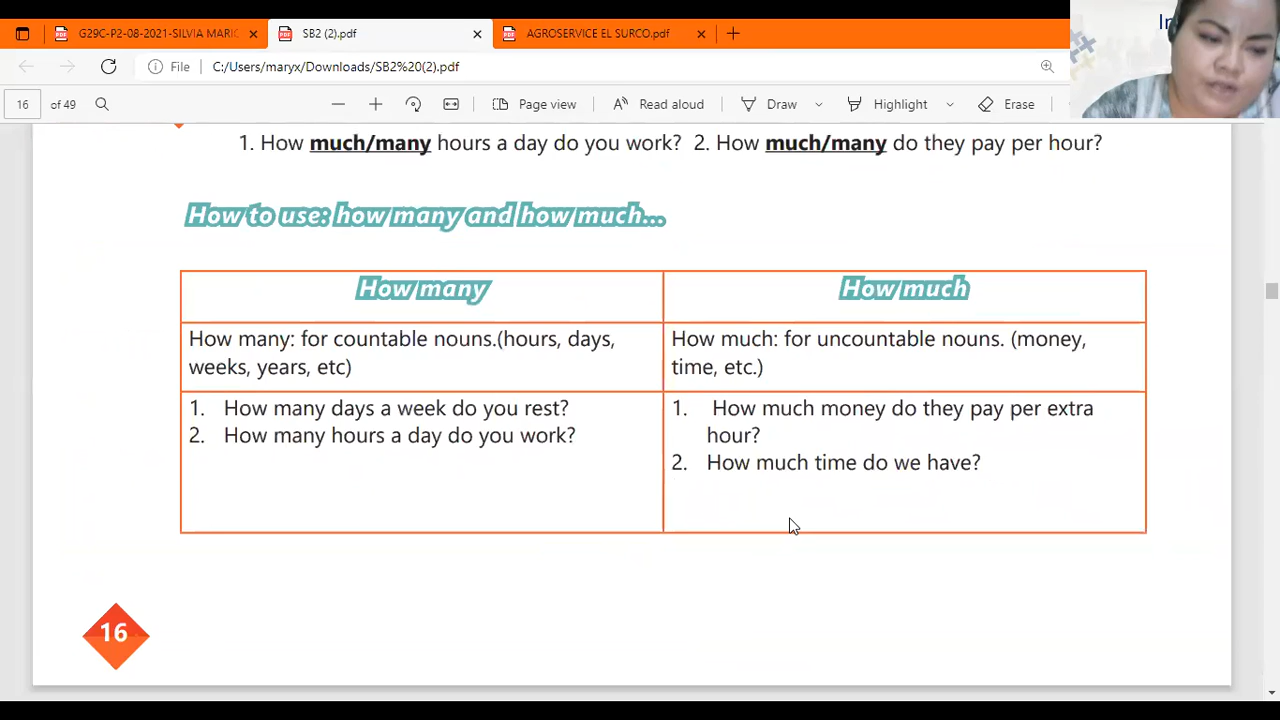 G29C-P2-08-2021-SILVIA MARIC
SB2 (2).pdf
AGROSERVICE EL SURCO.pdf
File
C:/Users/maryx/Downloads/SB2%20(2).pdf
16 of 49
Page view
Read aloud
Draw
Highlight
Erase
In
1. How much/many hours a day do you work? 2. How much/many do they pay per hour?
How to use: how many and how much...
How many
How much
How many: for countable nouns.(hours, days,
weeks, years, etc)
How much: for uncountable nouns. (money,
time, etc.)
1. How many days a week do you rest?
2. How many hours a day do you work?
1. How much money do they pay per extra
hour?
2. How much time do we have?
16